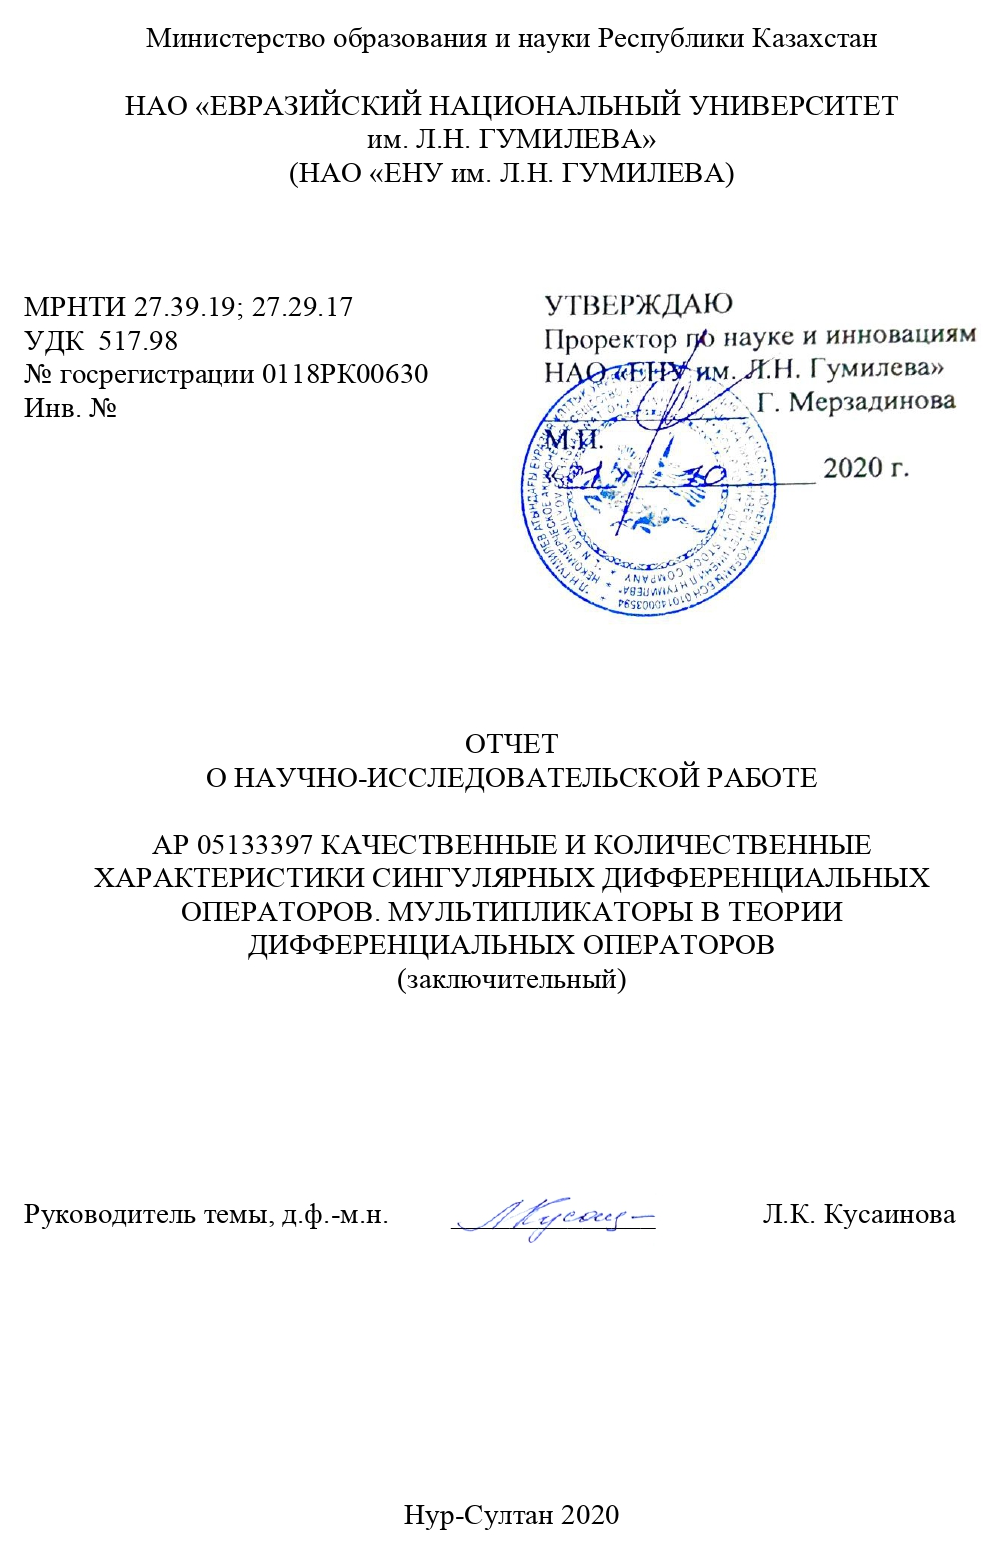 Министерство образования и науки Республики Казахстан
НАО «ЕВРАЗИЙСКИЙ НАЦИОНАЛЬНЫЙ УНИВЕРСИТЕТ
им. Л.Н. ГУМИЛЕВА»
(НАО «ЕНУ им. Л.Н. ГУМИЛЕВА)
МРНТИ 27.39.19; 27.29.17
УДК 517.98
№ госрегистрации 0118РК00630
Инв. №
УТВЕРЖДАЮ
Проректор по науке и инновациям
НАО «ЕНУ им. Л.Н. Гумилева»
Г. Мерзадинова
М.П.
« » 10 2020 г.
ОТЧЕТ
О НАУЧНО-ИССЛЕДОВАТЕЛЬСКОЙ РАБОТЕ
АР 05133397 КАЧЕСТВЕННЫЕ И КОЛИЧЕСТВЕННЫЕ
ХАРАКТЕРИСТИКИ СИНГУЛЯРНЫХ ДИФФЕРЕНЦИАЛЬНЫХ
ОПЕРАТОРОВ. МУЛЬТИПЛИКАТОРЫ В ТЕОРИИ
ДИФФЕРЕНЦИАЛЬНЫХ ОПЕРАТОРОВ
(заключительный)
Руководитель темы, д.ф.-м.н. Л.К. Кусаинова
Нур-Султан 2020